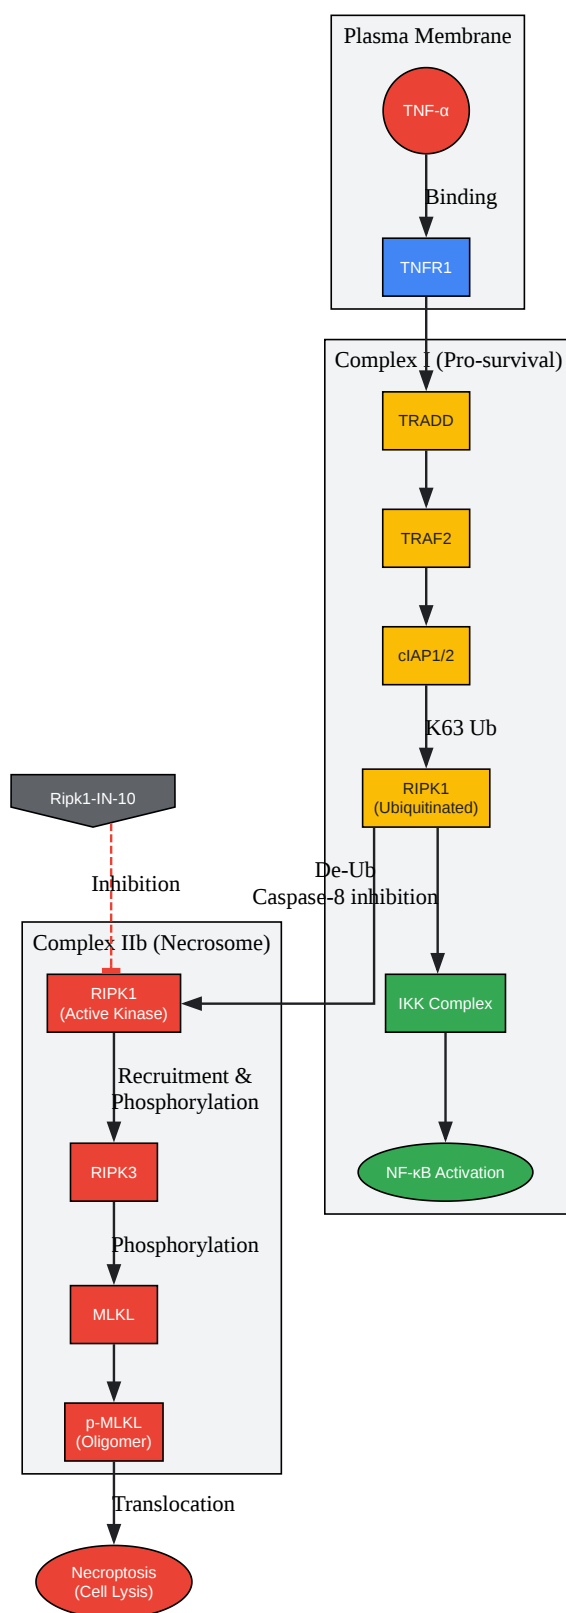 Plasma Membrane
TNF-α
Binding
TNFR1
Complex I (Pro-survival)
TRADD
TRAF2
cIAP1/2
K63 Ub
RIPK1
(Ubiquitinated)
Ripk1-IN-10
De-Ub
Caspase-8 inhibition
Inhibition
Complex IIb (Necrosome)
RIPK1
(Active Kinase)
IKK Complex
Recruitment &
Phosphorylation
RIPK3
NF-κB Activation
Phosphorylation
MLKL
p-MLKL
(Oligomer)
Translocation
Necroptosis
(Cell Lysis)